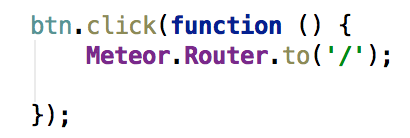 btn.click(function () {
    Meteor.Router.to('/');
});